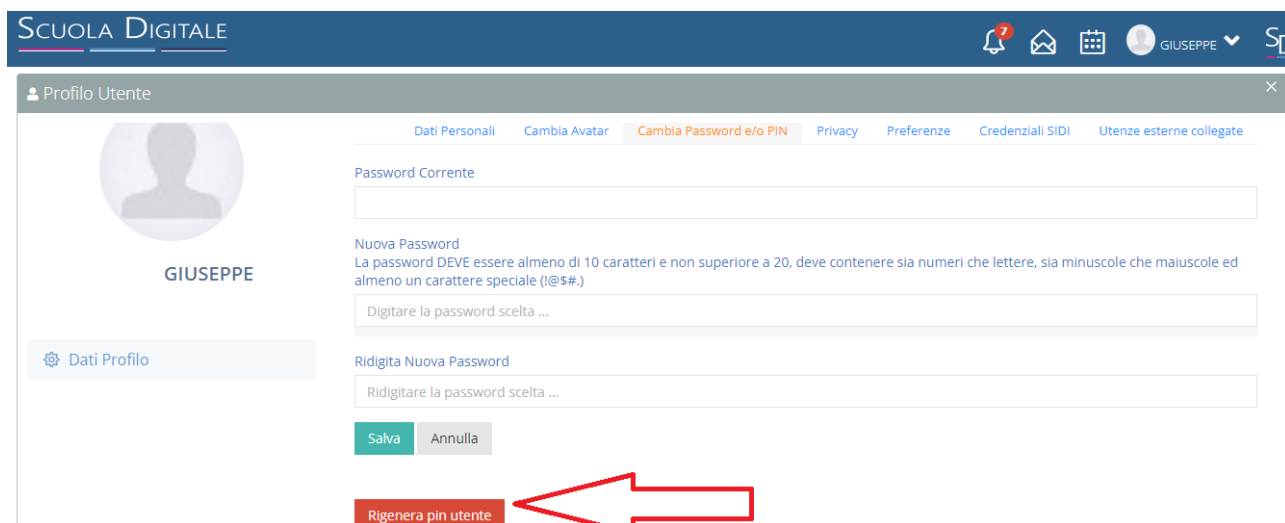 SCUOLA DIGITALE
7
GIUSEPPE
Profilo Utente
Dati Personali Cambia Avatar Cambia Password e/o PIN Privacy Preferenze Credenziali SIDI Utenze esterne collegate
Password Corrente
Nuova Password
La password DEVE essere almeno di 10 caratteri e non superiore a 20, deve contenere sia numeri che lettere, sia minuscole che maiuscole ed
almeno un carattere speciale (!@$#.)
GIUSEPPE
Digitare la password scelta ...
Dati Profilo
Ridigita Nuova Password
Ridigitare la password scelta ...
Salva Annulla
Rigenera pin utente